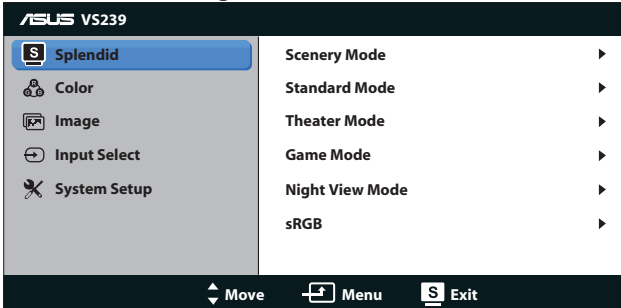 ASUS VS239
S Splendid
Color
Image
Input Select
System Setup
Scenery Mode
Standard Mode
Theater Mode
Game Mode
Night View Mode
sRGB
Move Menu S Exit